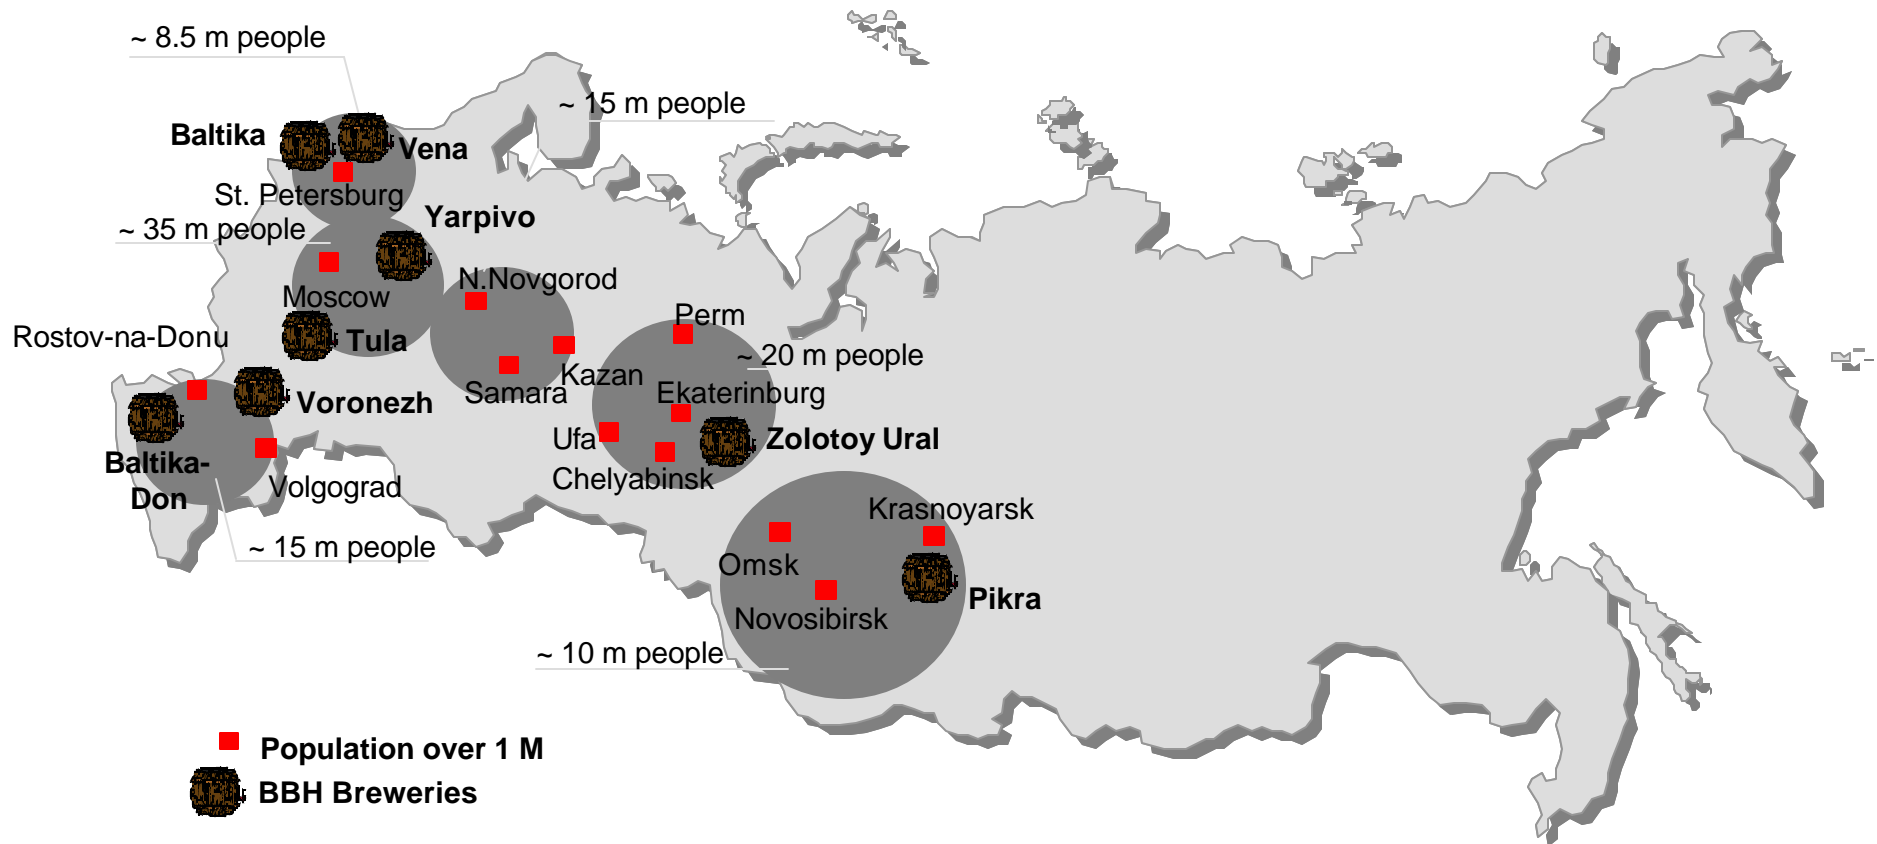 ~ 8.5 m people
~ 15 m people
Baltika
Vena
St. Petersburg
Yarpivo
~ 35 m people
N.Novgorod
Moscow
Perm
Rostov-na-Donu
Tula
~ 20 m people
Kazan
Samara
Ekaterinburg
Voronezh
Ufa
Zolotoy Ural
Baltika-
Don
Chelyabinsk
Volgograd
Krasnoyarsk
~ 15 m people
Omsk
Pikra
Novosibirsk
~ 10 m people
Population over 1 M
BBH Breweries